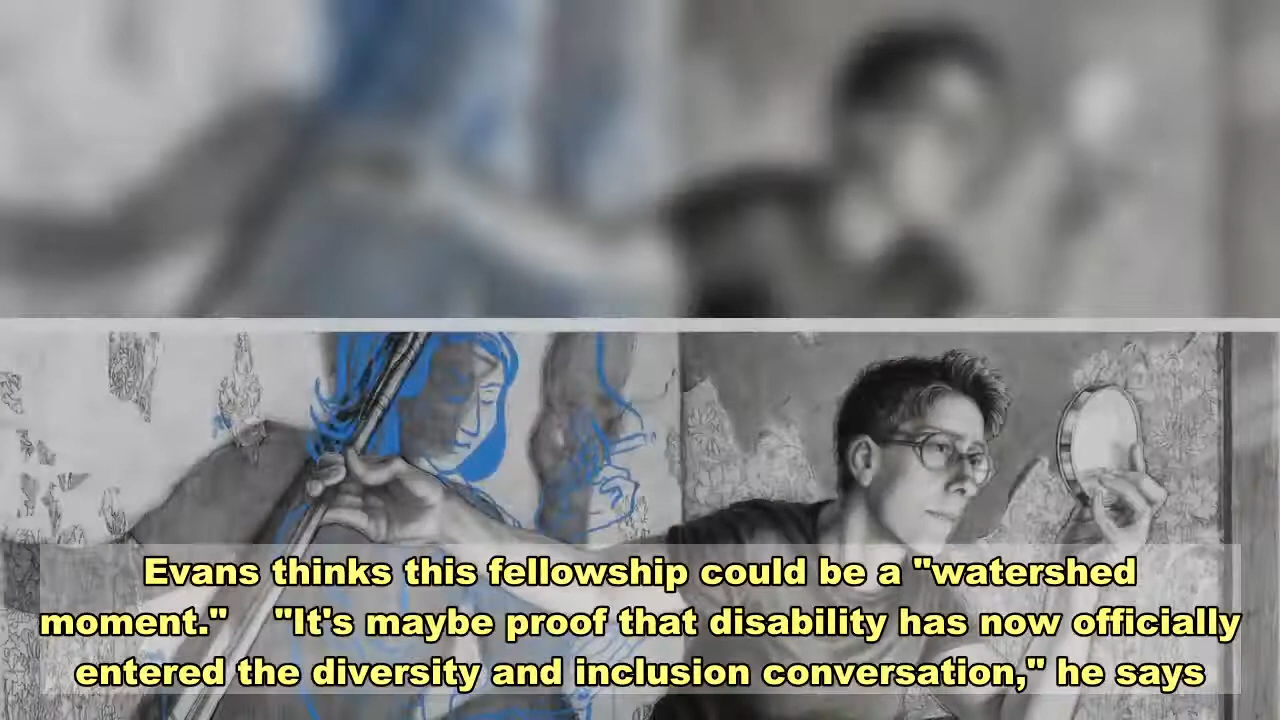 Evans thinks this fellowship could be a "watershed
moment." "It's maybe proof that disability has now officially
entered the diversity and inclusion conversation," he says